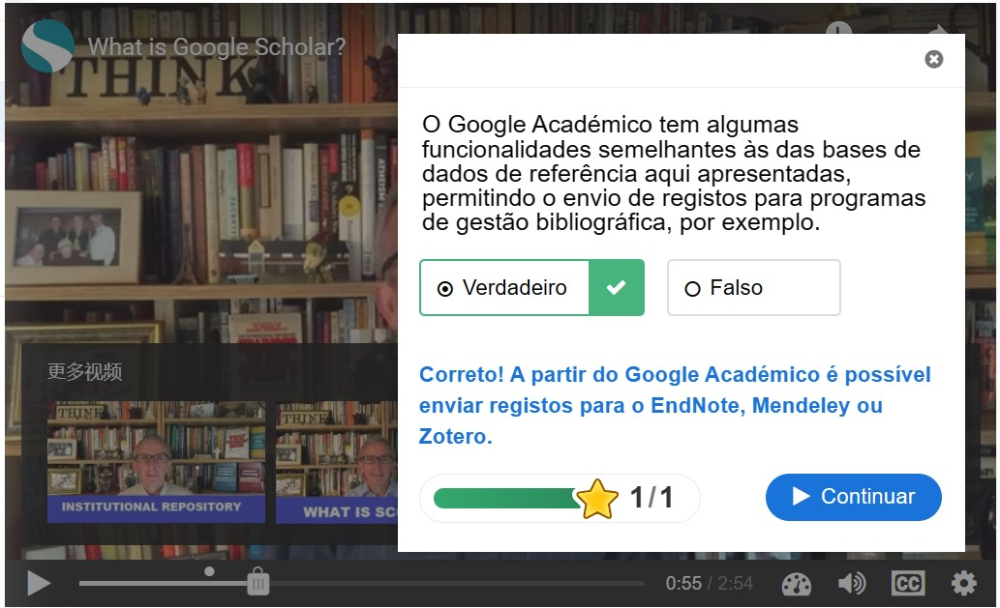 What is Google Scholar?
THINK
O Google Académico tem algumas
funcionalidades semelhantes às das bases de
dados de referência aqui apresentadas,
permitindo o envio de registos para programas
de gestão bibliográfica, por exemplo.
Verdadeiro
Falso
Correto! A partir do Google Académico é possível
enviar registos para o EndNote, Mendeley ou
Zotero.
1/1
Continuar
更多视频
THINK
INSTITUTIONAL REPOSITORY
THINK
WHAT IS SC
0:55 / 2:54
CC